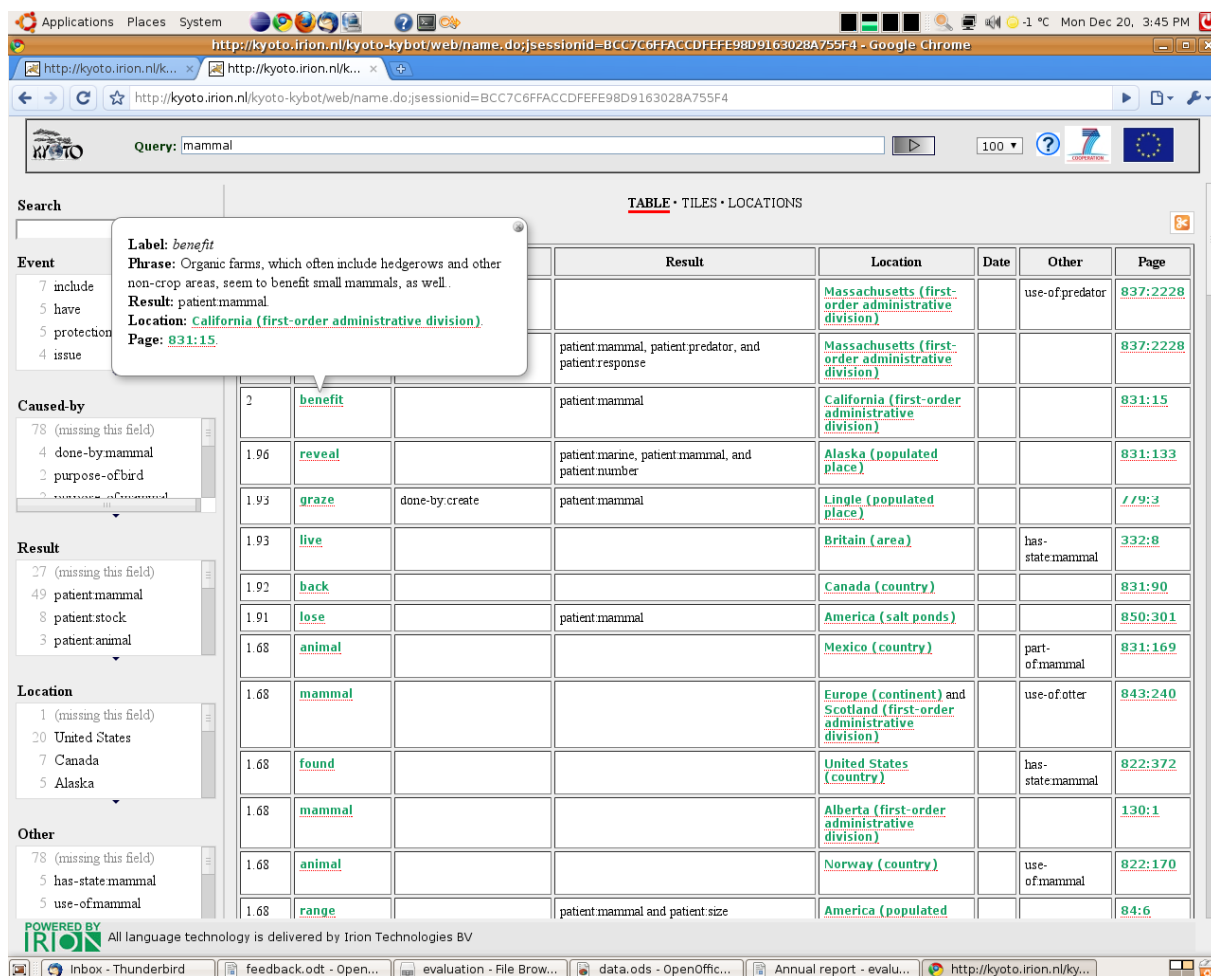 Applications Places System -1 °C Mon Dec 20, 3:45 PM
http://kyoto.irion.nl/kyoto-kybot/web/name.do;jsessionid=BCC7C6FFACCDFEFE98D9163028A755F4 - Google Chrome
http://kyoto.irion.nl/k... × http://kyoto.irion.nl/k... ×
http://kyoto.irion.nl/kyoto-kybot/web/name.do;jsessionid=BCC7C6FFACCDFEFE98D9163028A755F4
KYOTO Query: mammal 100 ? 7 COOPERATION
Search
TABLE • TILES • LOCATIONS
Label: benefit
Phrase: Organic farms, which often include hedgerows and other
non-crop areas, seem to benefit small mammals, as well..
Result: patient:mammal.
Location: California (first-order administrative division).
Page: 831:15.
Event
7 include
5 have
5 protection
4 issue
Caused-by
78 (missing this field)
4 done-by:mammal
2 purpose-of:bird
2 purpose-of:mammal
Result
27 (missing this field)
49 patient:mammal
8 patient:stock
3 patient:animal
Location
1 (missing this field)
20 United States
7 Canada
5 Alaska
Other
78 (missing this field)
5 has-state:mammal
5 use-of:mammal
Result Location Date Other Page
Massachusetts (first- use-of:predator 837:2228
order administrative
division)
patient:mammal, patient:predator, and Massachusetts (first- 837:2228
patient:response order administrative
division)
2 benefit patient:mammal California (first-order 831:15
administrative
division)
1.96 reveal patient:marine, patient:mammal, and Alaska (populated 831:133
patient:number place)
1.93 graze done-by:create patient:mammal Lingle (populated 779:3
place)
1.93 live Britain (area) has- 332:8
state:mammal
1.92 back Canada (country) 831:90
1.91 lose patient:mammal America (salt ponds) 850:301
1.68 animal Mexico (country) part- 831:169
of:mammal
1.68 mammal Europe (continent) and use-of:otter 843:240
Scotland (first-order
administrative
division)
1.68 found United States has- 822:372
(country) state:mammal
1.68 mammal Alberta (first-order 130:1
administrative
division)
1.68 animal Norway (country) use- 822:170
of:mammal
1.68 range patient:mammal and patient:size America (populated 84:6
POWERED BY
IRION All language technology is delivered by Irion Technologies BV
Inbox - Thunderbird feedback.odt - Open... evaluation - File Brow... data.ods - OpenOffic... Annual report - evalu... http://kyoto.irion.nl/ky...